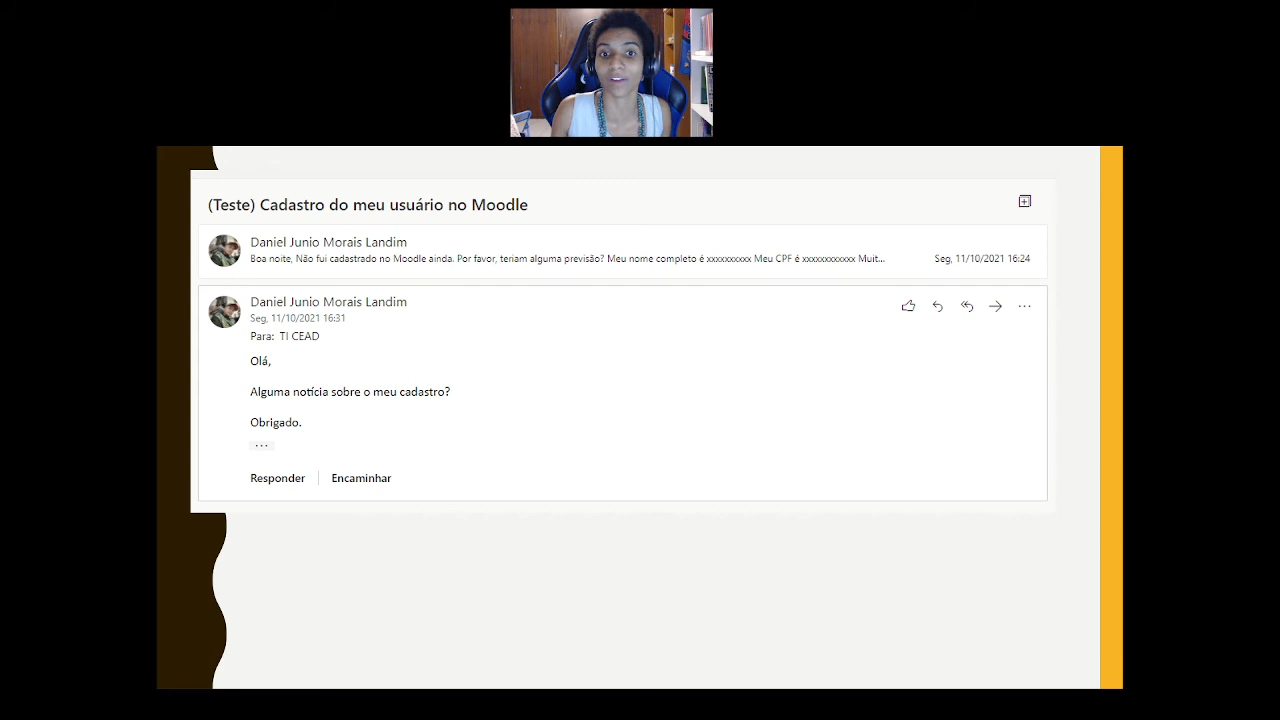 (Teste) Cadastro do meu usuário no Moodle
Daniel Junio Morais Landim
Boa noite, Não fui cadastrado no Moodle ainda. Por favor, teriam alguma previsão? Meu nome completo é xxxxxxxxxx Meu CPF é xxxxxxxxxxxx Muit... Seg, 11/10/2021 16:24
Daniel Junio Morais Landim
Seg, 11/10/2021 16:31
Para: TI CEAD
Olá,
Alguma notícia sobre o meu cadastro?
Obrigado.
...
Responder Encaminhar